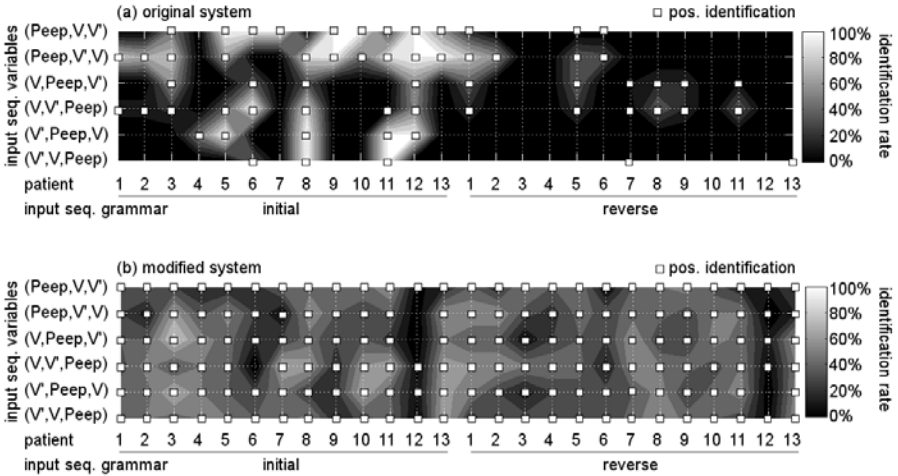 (a) original system
pos. identification
input seq. variables
(Peep,V,V')
(Peep,V',V)
(V,Peep,V')
(V,V',Peep)
(V',Peep,V)
(V',V,Peep)
100%
80%
60%
40%
20%
0%
identification rate
patient 1 2 3 4 5 6 7 8 9 10 11 12 13 1 2 3 4 5 6 7 8 9 10 11 12 13
input seq. grammar initial reverse
(b) modified system
pos. identification
input seq. variables
(Peep,V,V')
(Peep,V',V)
(V,Peep,V')
(V,V',Peep)
(V',Peep,V)
(V',V,Peep)
100%
80%
60%
40%
20%
0%
identification rate
patient 1 2 3 4 5 6 7 8 9 10 11 12 13 1 2 3 4 5 6 7 8 9 10 11 12 13
input seq. grammar initial reverse